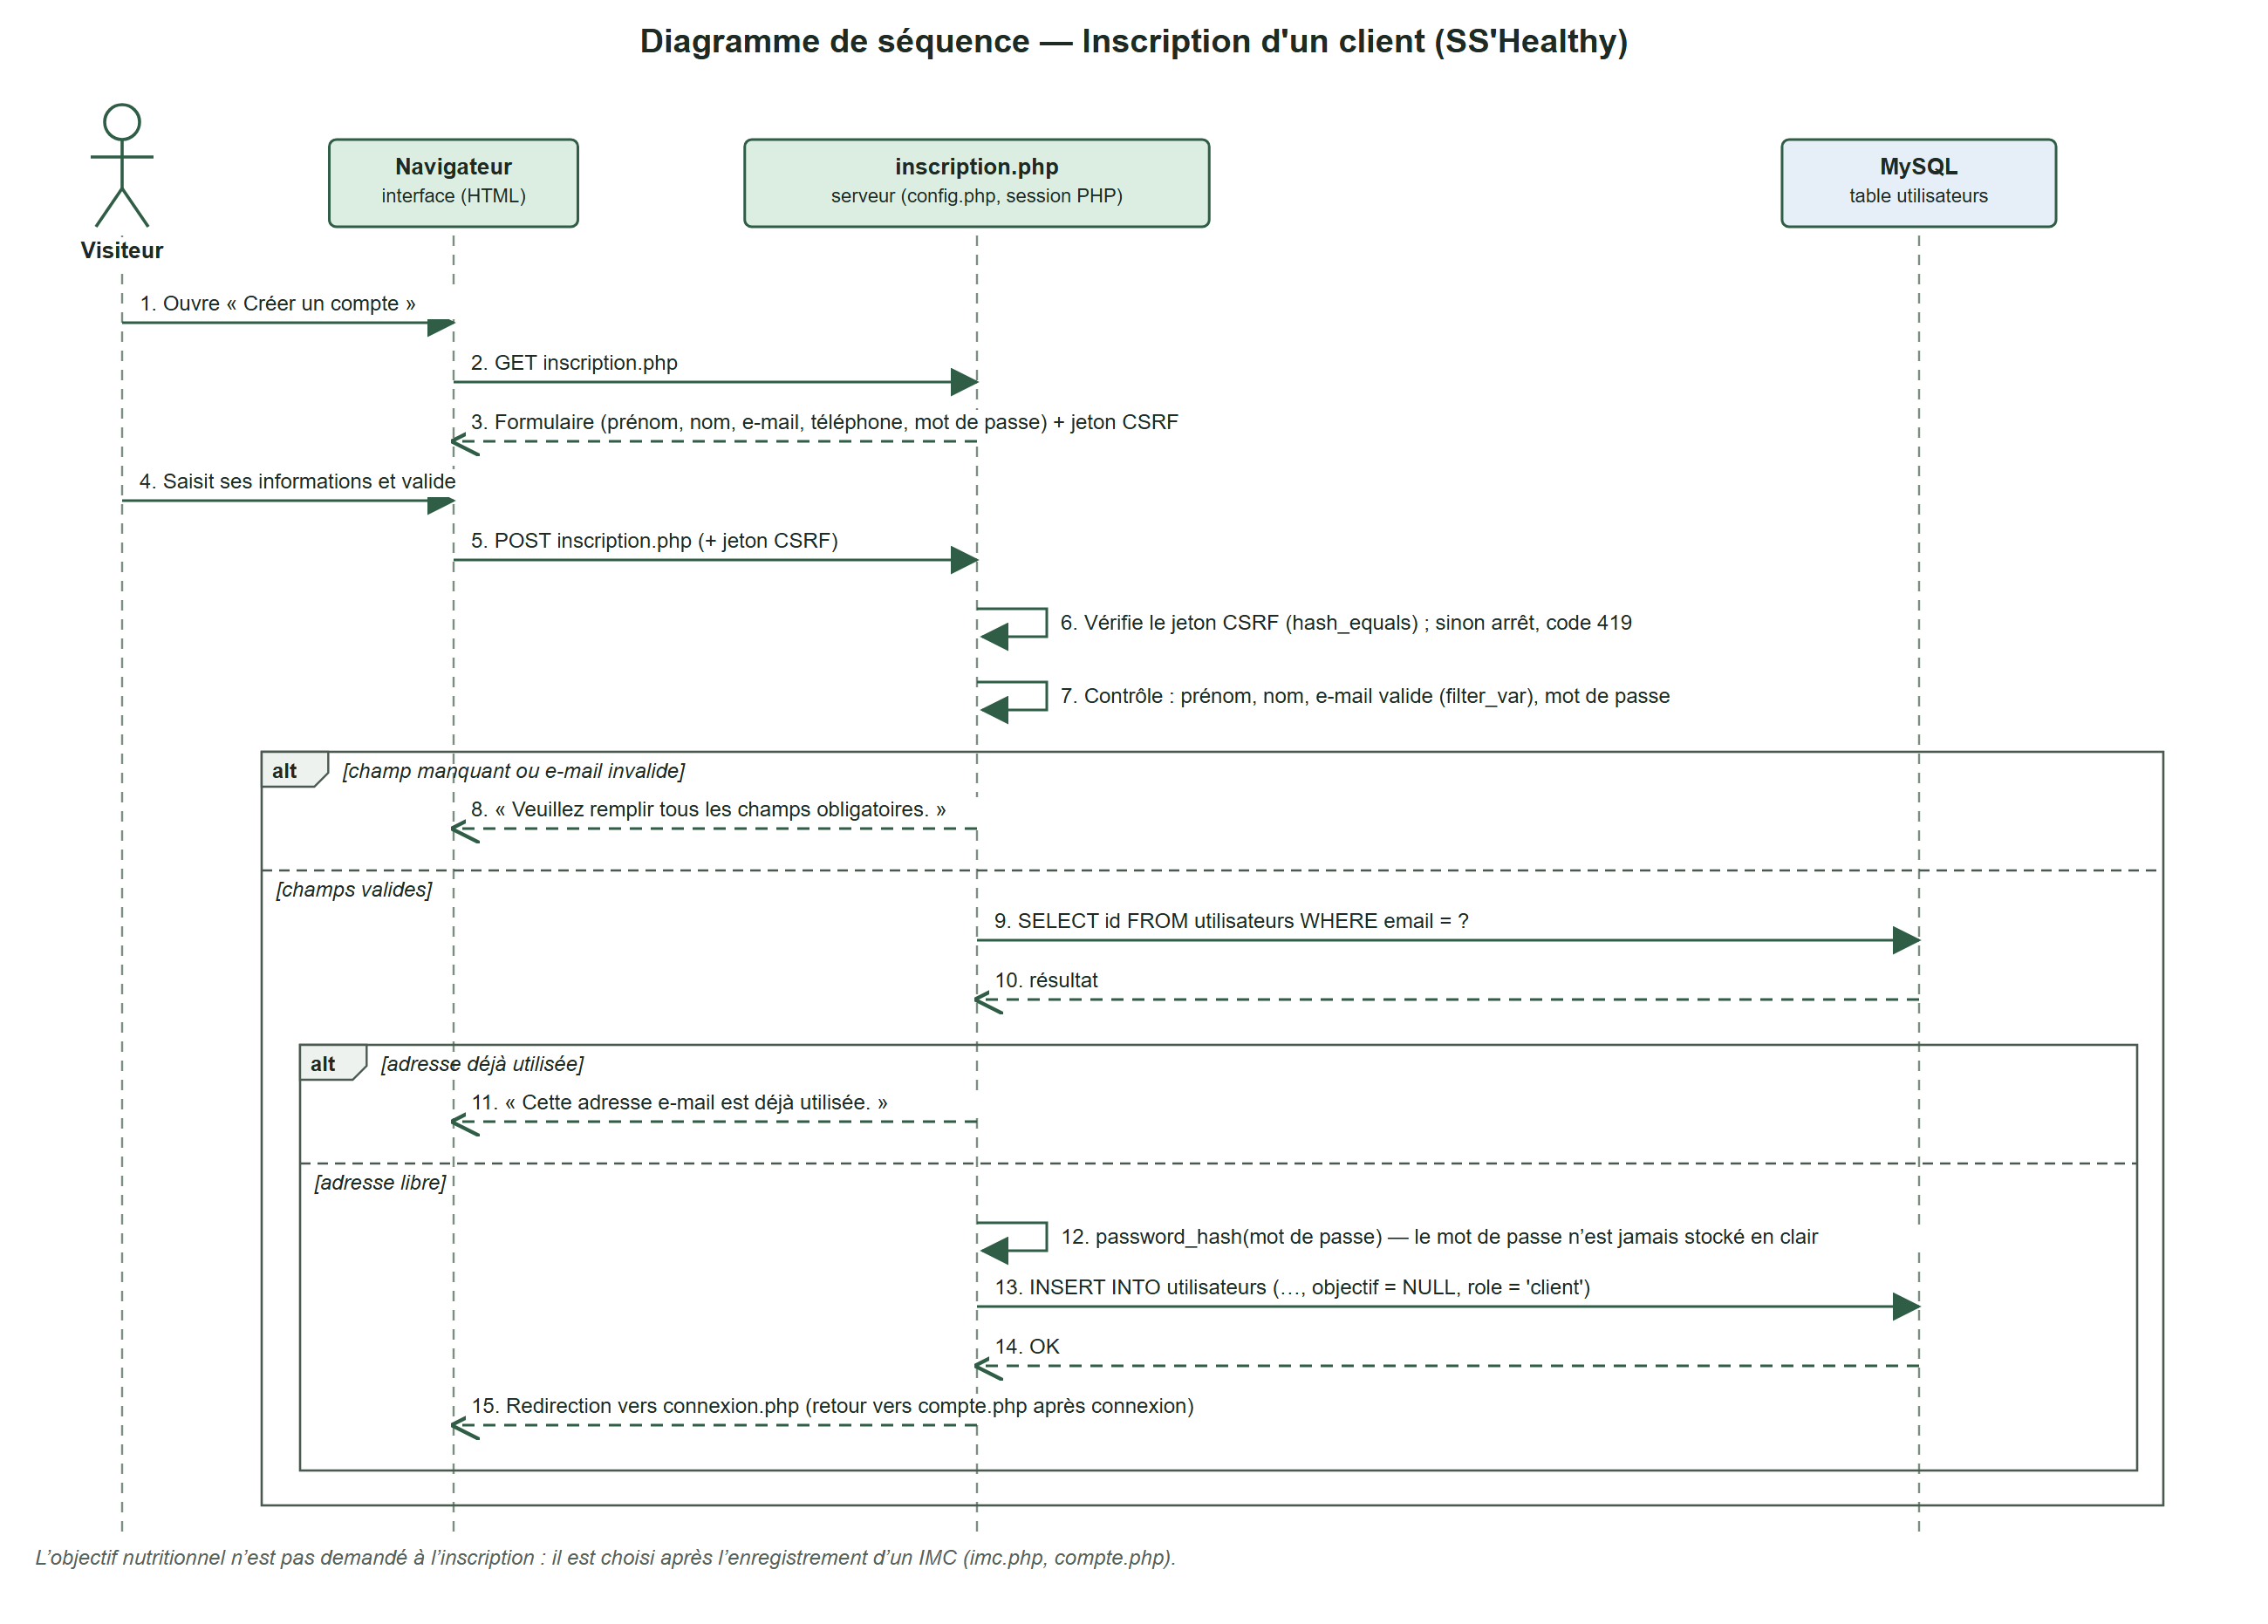 Diagramme de séquence — Inscription d'un client (SS'Healthy)
Visiteur
Navigateur
interface (HTML)
inscription.php
serveur (config.php, session PHP)
MySQL
table utilisateurs
1. Ouvre « Créer un compte »
2. GET inscription.php
3. Formulaire (prénom, nom, e-mail, téléphone, mot de passe) + jeton CSRF
4. Saisit ses informations et valide
5. POST inscription.php (+ jeton CSRF)
6. Vérifie le jeton CSRF (hash_equals) ; sinon arrêt, code 419
7. Contrôle : prénom, nom, e-mail valide (filter_var), mot de passe
alt [champ manquant ou e-mail invalide]
8. « Veuillez remplir tous les champs obligatoires. »
[champs valides]
9. SELECT id FROM utilisateurs WHERE email = ?
10. résultat
alt [adresse déjà utilisée]
11. « Cette adresse e-mail est déjà utilisée. »
[adresse libre]
12. password_hash(mot de passe) — le mot de passe n’est jamais stocké en clair
13. INSERT INTO utilisateurs (…, objectif = NULL, role = 'client')
14. OK
15. Redirection vers connexion.php (retour vers compte.php après connexion)
L’objectif nutritionnel n’est pas demandé à l’inscription : il est choisi après l’enregistrement d’un IMC (imc.php, compte.php).